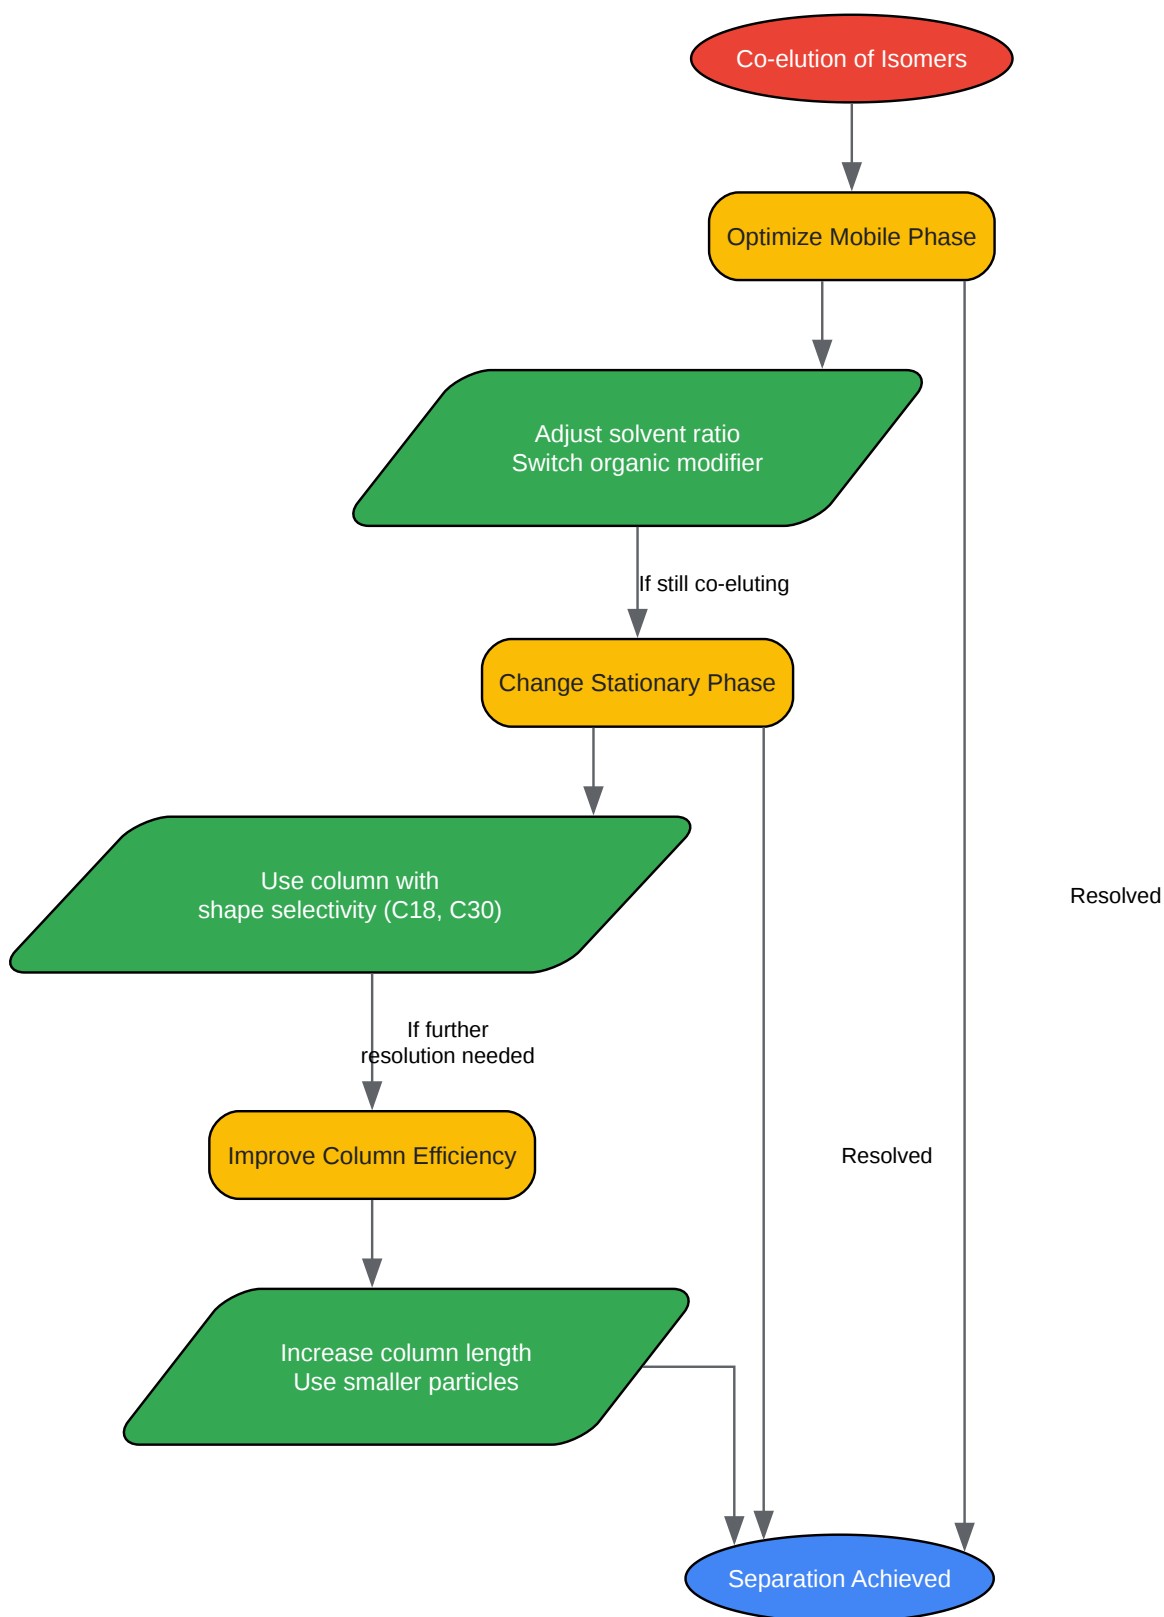 Co-elution of Isomers
Optimize Mobile Phase
Adjust solvent ratio
Switch organic modifier
If still co-eluting
Change Stationary Phase
Use column with
shape selectivity (C18, C30)
Resolved
If further
resolution needed
Improve Column Efficiency
Resolved
Increase column length
Use smaller particles
Separation Achieved